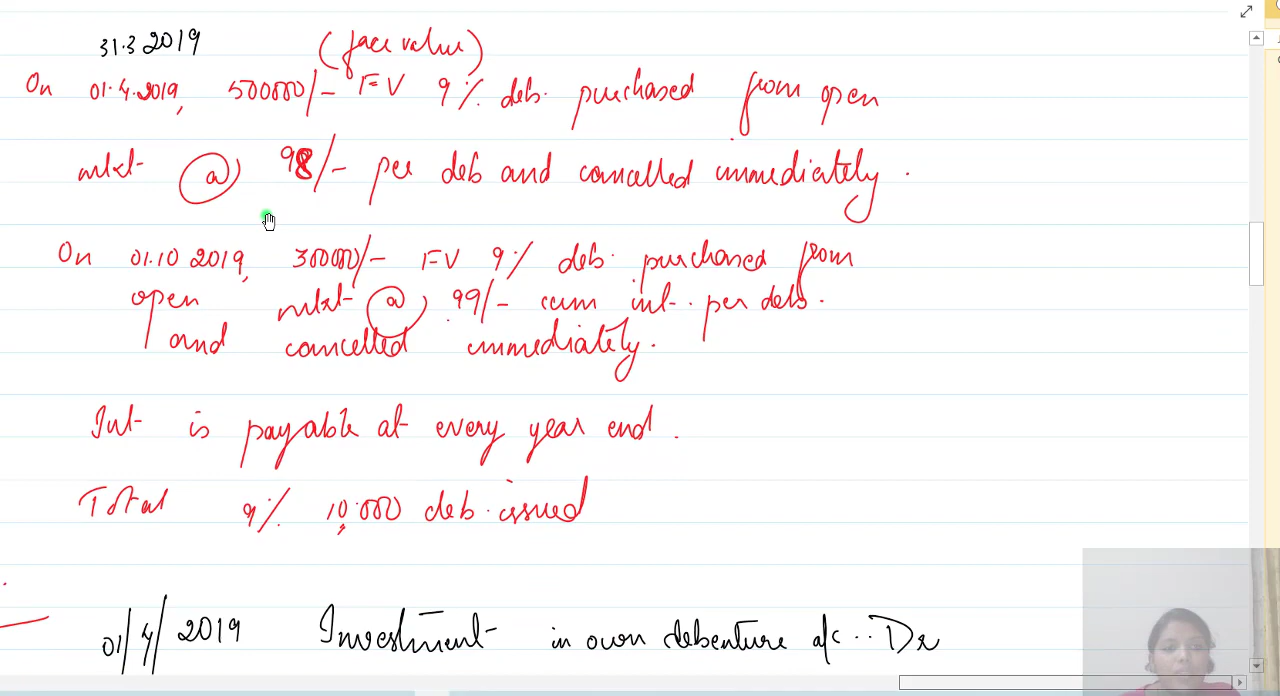 31.3.2019 (face value)
On 01.4.2019, 500000/- FV 9% deb. purchased from open
mkt @ 98/- per deb and cancelled immediately.
On 01.10 2019, 300000/- FV 9% deb. purchased from
open mkt @ 99/- cum int. per deb.
and cancelled immediately.
Int is payable at every year end.
Total 9% 10,000 deb. issued
01/4/2019 Investment in own debenture a/c .. Dr